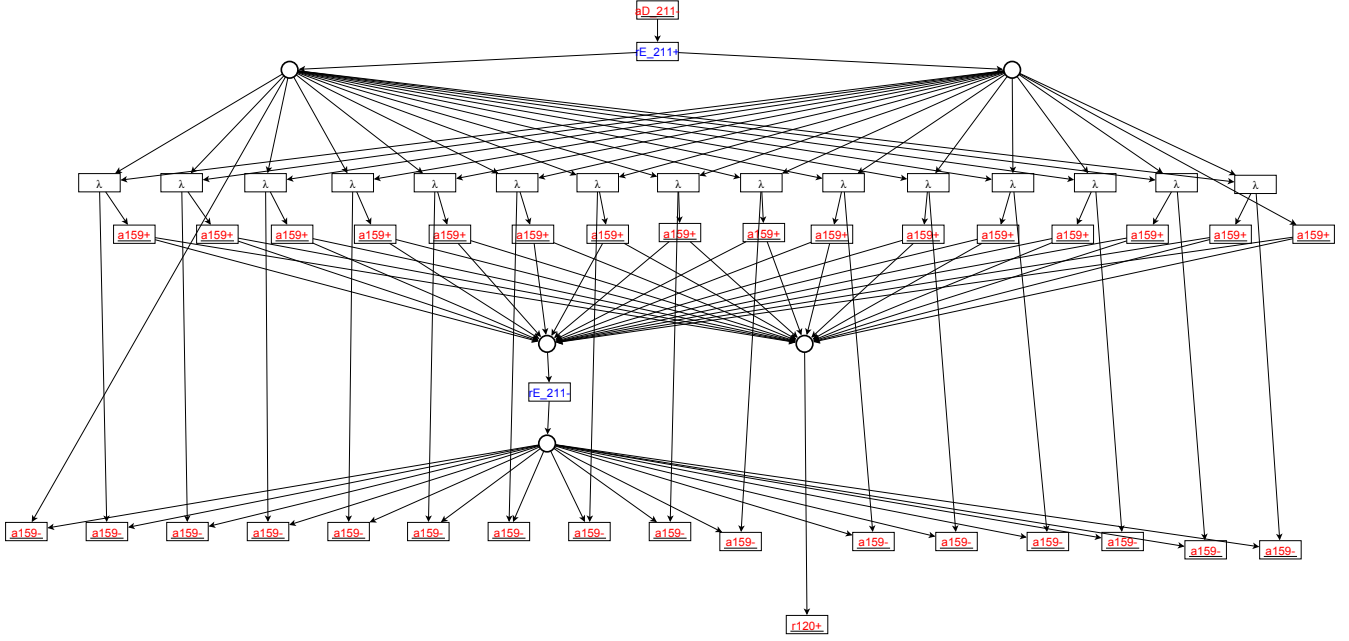 aD_211-
rE_211+
λ λ λ λ λ λ λ λ λ λ λ λ λ λ λ
a159+ a159+ a159+ a159+ a159+ a159+ a159+ a159+ a159+ a159+ a159+ a159+ a159+ a159+ a159+ a159+
rE_211-
a159- a159- a159- a159- a159- a159- a159- a159- a159- a159- a159- a159- a159- a159- a159- a159-
r120+